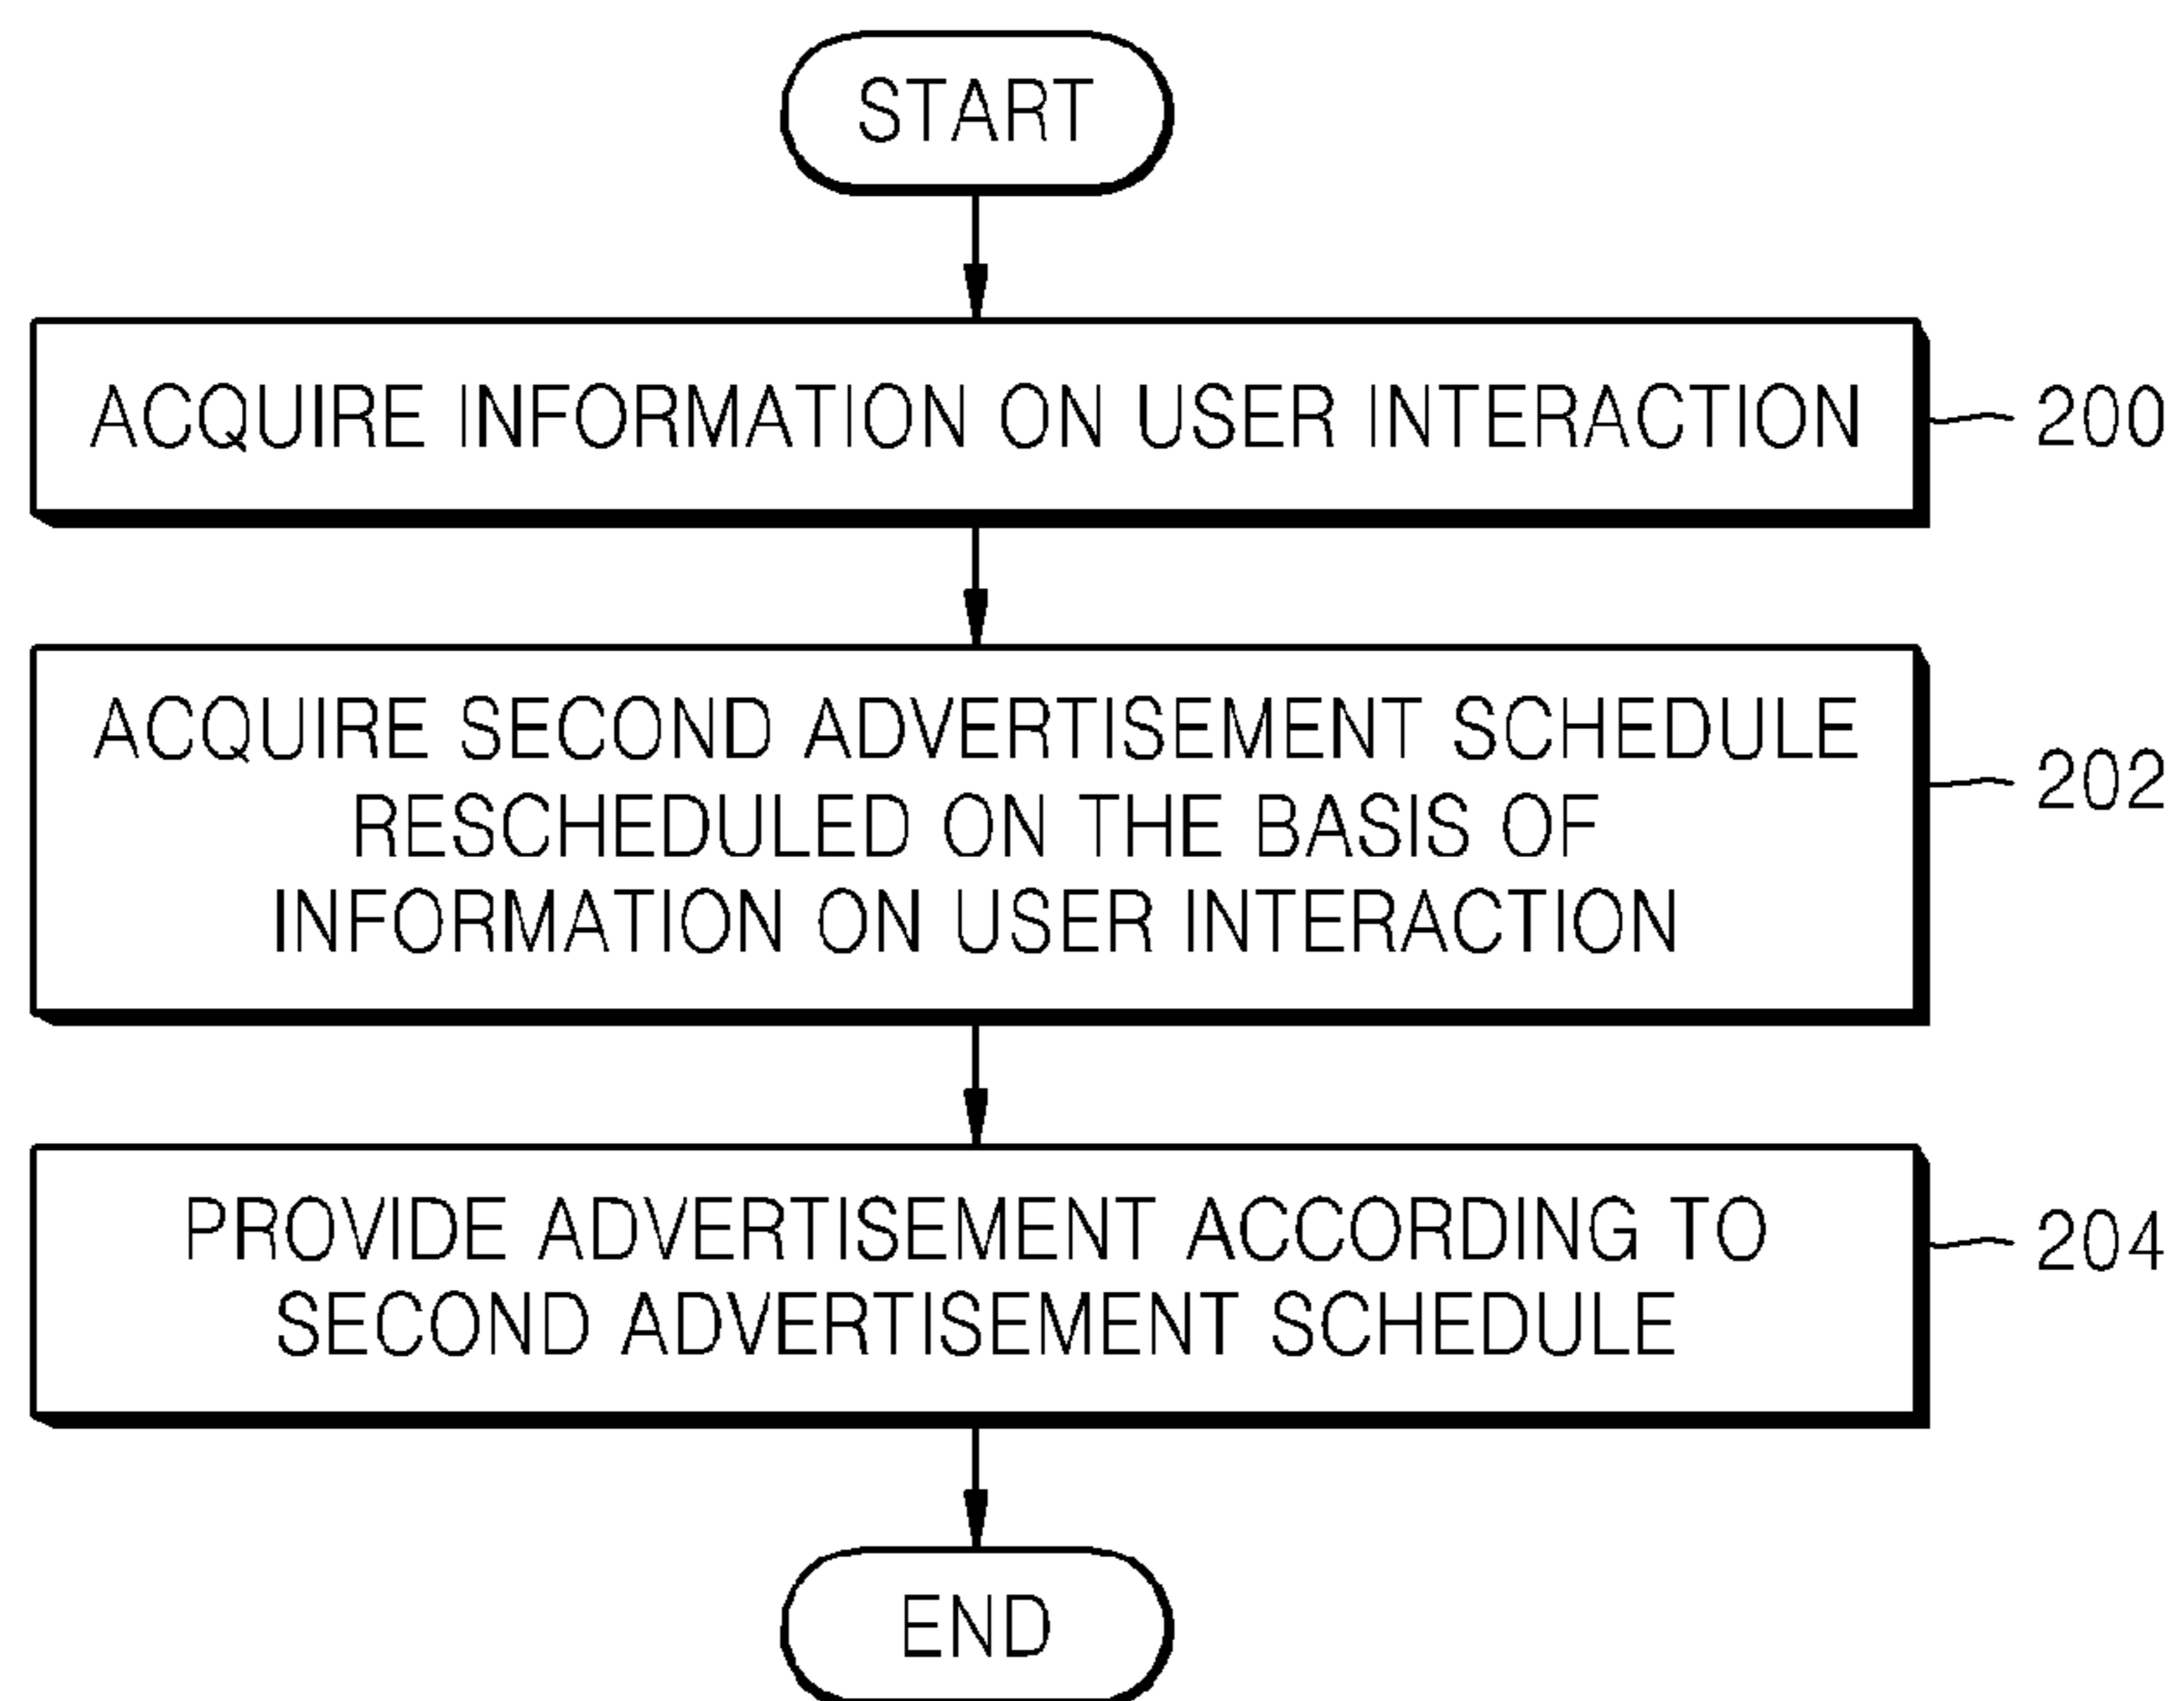 START
ACQUIRE INFORMATION ON USER INTERACTION
200
ACQUIRE SECOND ADVERTISEMENT SCHEDULE
RESCHEDULED ON THE BASIS OF
INFORMATION ON USER INTERACTION
202
PROVIDE ADVERTISEMENT ACCORDING TO
SECOND ADVERTISEMENT SCHEDULE
204
END